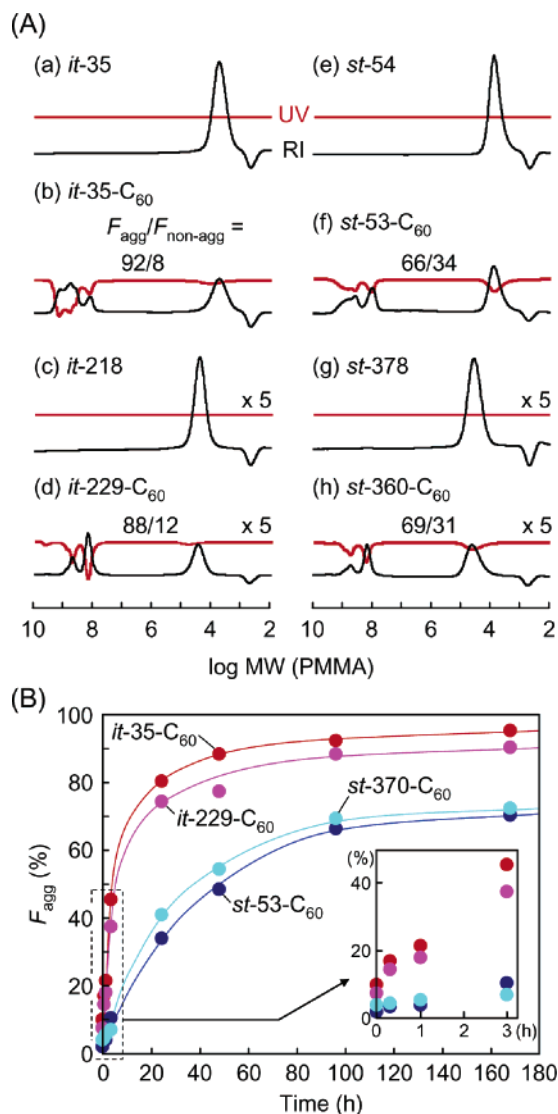 (A)
(a) it-35
(e) st-54
UV
RI
(b) it-35-C60
Fagg/Fnon-agg =
92/8
(f) st-53-C60
66/34
(c) it-218
x 5
(g) st-378
x 5
(d) it-229-C60
88/12
x 5
(h) st-360-C60
69/31
x 5
10 8 6 4 2
10 8 6 4 2
log MW (PMMA)
(B)
100
80
60
40
20
0
Fagg (%)
it-35-C60
it-229-C60
st-370-C60
st-53-C60
(%)
40
20
0
0 1 3 (h)
0 20 40 60 80 100 120 140 160 180
Time (h)